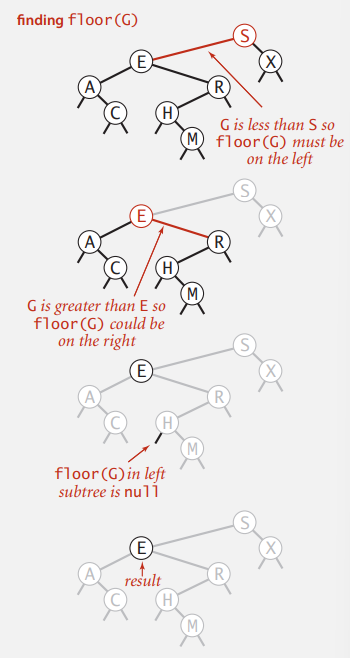 finding floor(G)
S
E
X
A
R
C
H
M
G is less than S so
floor(G) must be
on the left
S
E
X
A
R
C
H
M
G is greater than E so
floor(G) could be
on the right
S
E
X
A
R
C
H
M
floor(G)in left
subtree is null
S
E
X
A
R
result
C
H
M